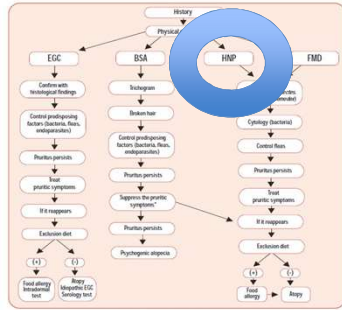 History
Physical
EGC
BSA
HNP
FMD
Confirm with
histological findings
Control predisposing
factors (bacteria, fleas,
endoparasites)
Pruritus persists
Treat
pruritic symptoms
If it reappears
Exclusion diet
(+)
(-)
Food allergy
Intradermal
test
Atopy
Idiopathic EGC
Serology test
Trichogram
Broken hair
Control predisposing
factors (bacteria, fleas,
endoparasites)
Pruritus persists
Suppress the pruritic
symptoms*
Pruritus persists
Psychogenic alopecia
Cytology (bacteria)
Control fleas
Pruritus persists
Treat
pruritic symptoms
If it reappears
Exclusion diet
(+)
(-)
Food
allergy
Atopy